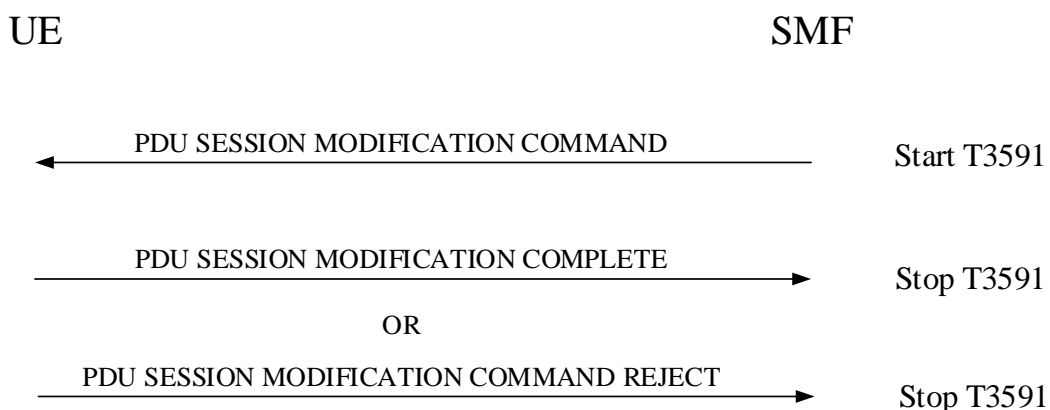 UE SMF
PDU SESSION MODIFICATION COMMAND Start T3591
PDU SESSION MODIFICATION COMPLETE Stop T3591
OR
PDU SESSION MODIFICATION COMMAND REJECT Stop T3591